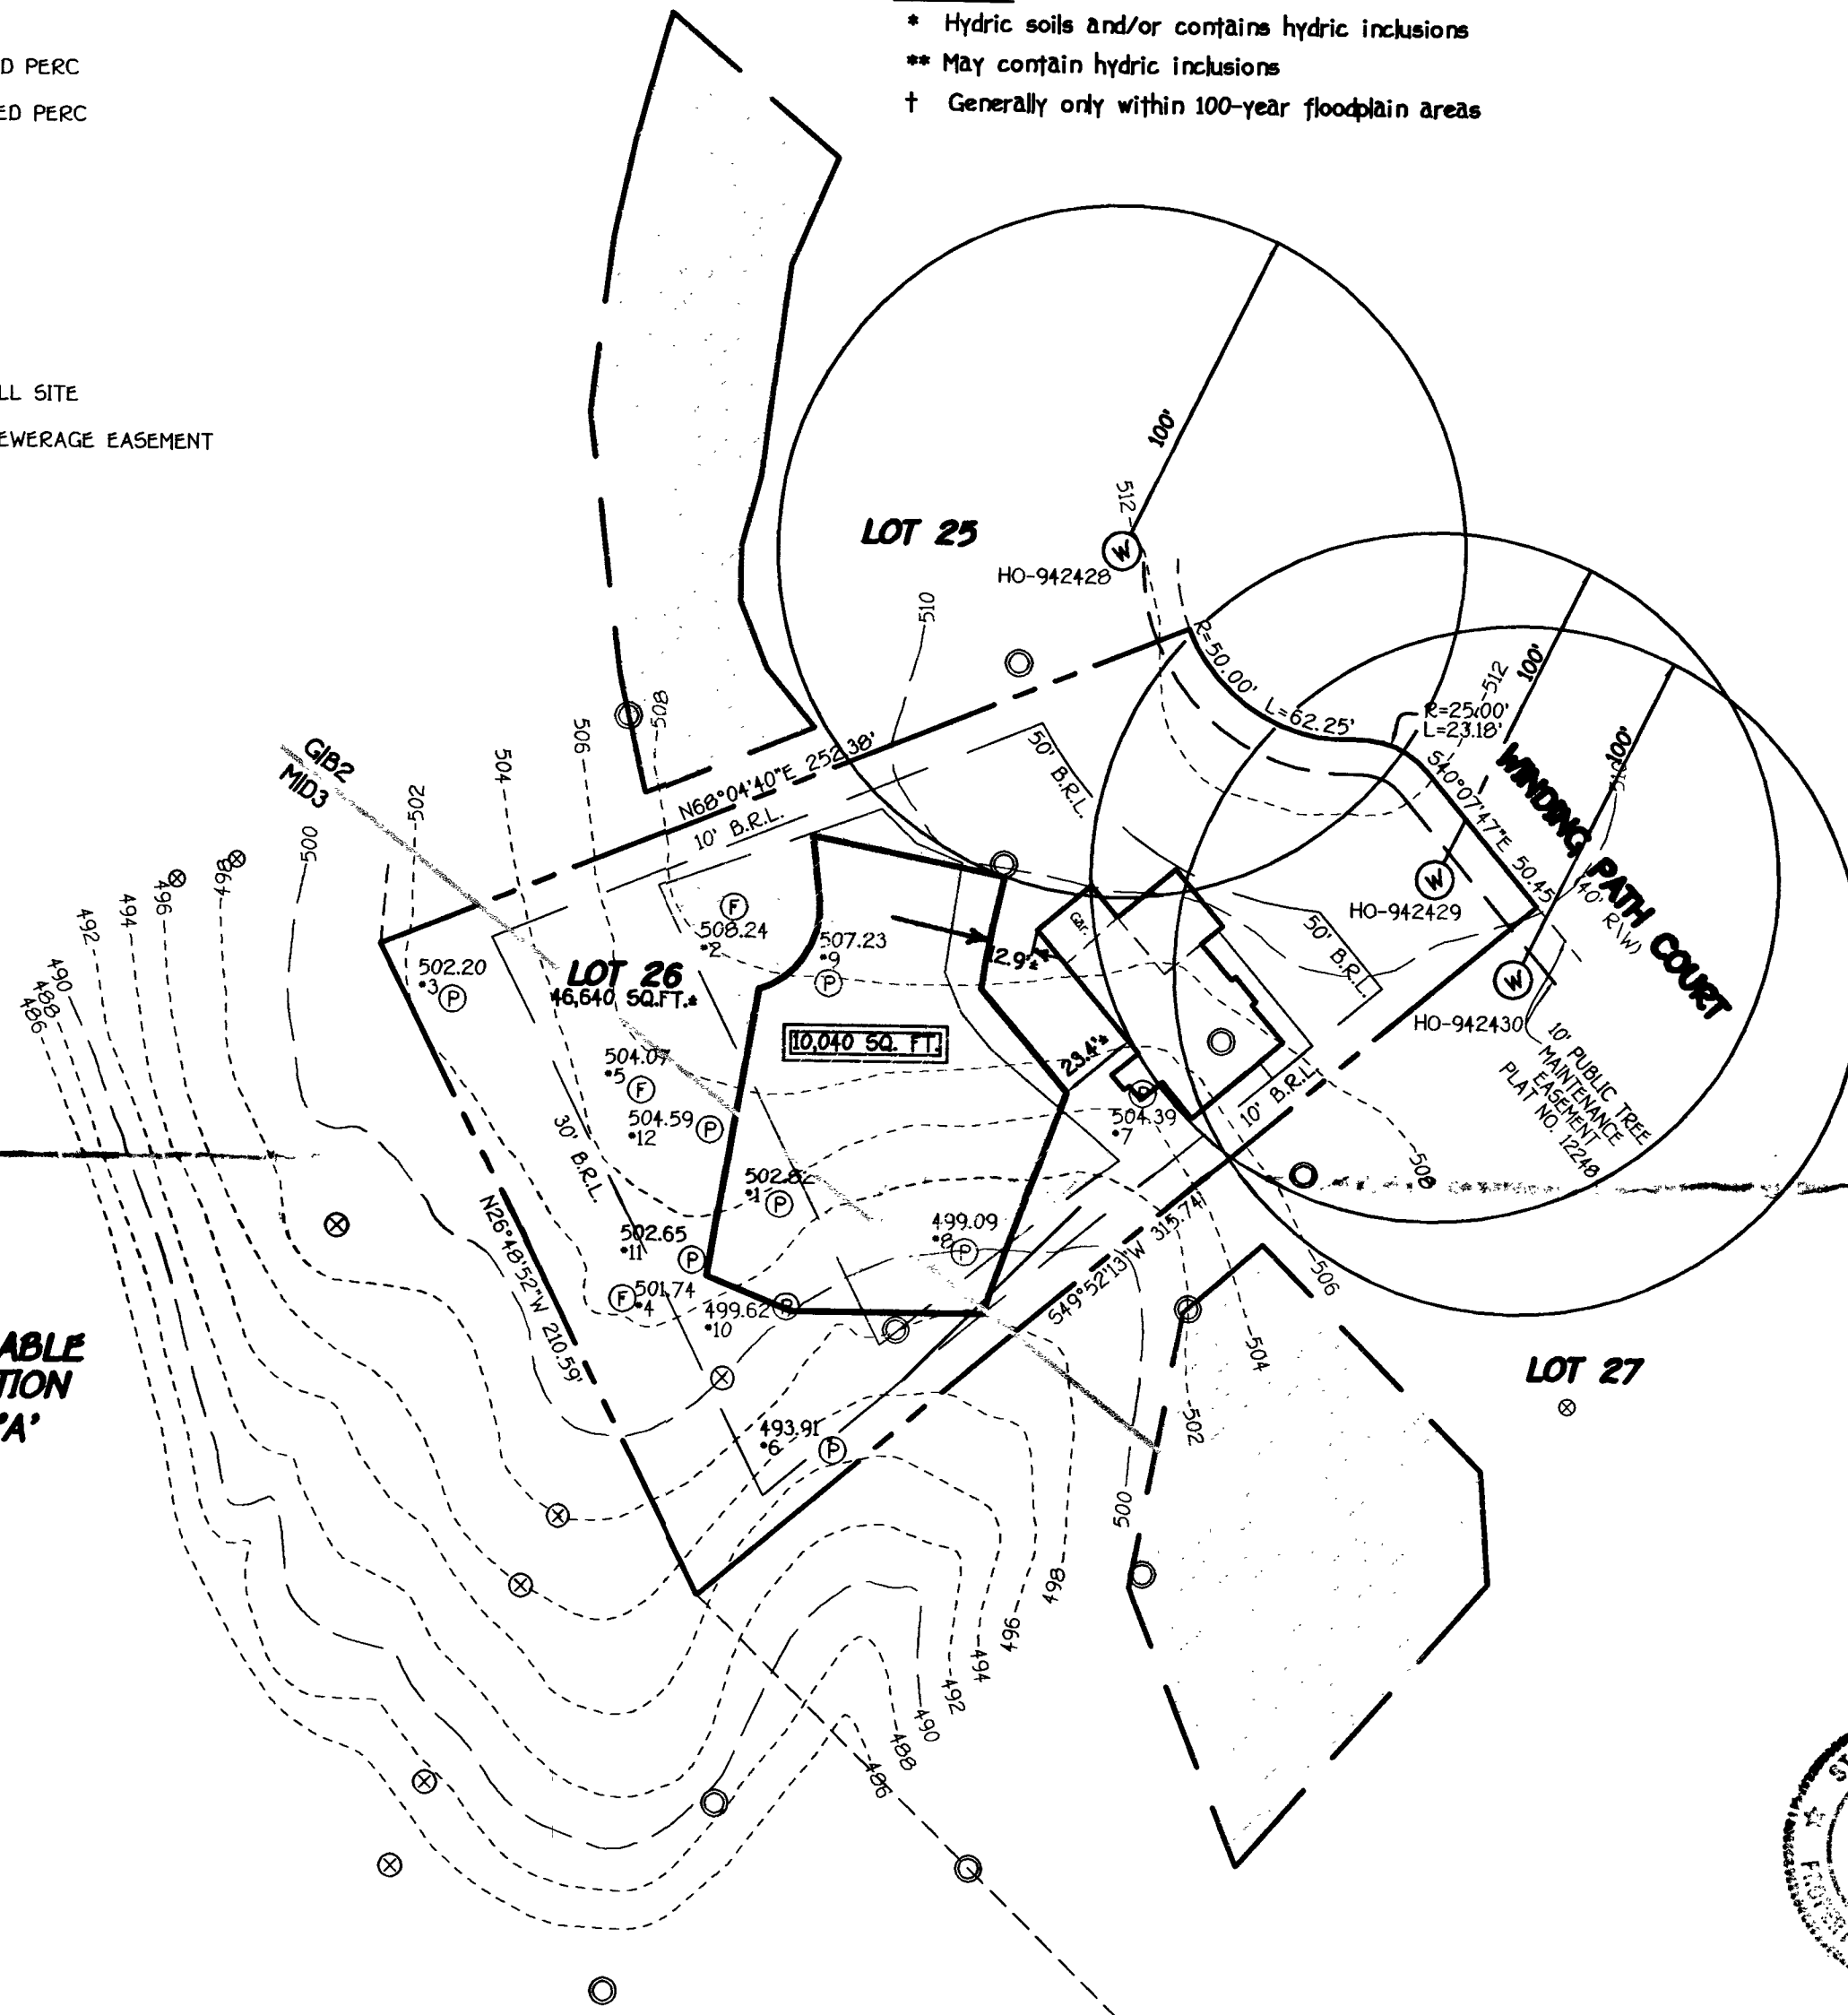 * Hydric soils and/or contains hydric inclusions
** May contain hydric inclusions
† Generally only within 100-year floodplain areas
D PERC
ED PERC
LL SITE
EWERAGE EASEMENT
100'
LOT 25
512
W
HO-942428
510
R=50.00'
L=62.25'
R=25.00'
L=23.18'
512
100'
100'
510
S40°07'47"E 50.45'
WINDING PATH COURT
(40' R\W)
508
506
504
502
500
GIB2
MID3
N68°04'40"E 252.38'
10' B.R.L.
50' B.R.L.
W
HO-942429
50' B.R.L.
W
HO-942430
10' PUBLIC TREE
MAINTENANCE
EASEMENT
PLAT NO. 12248
498
496
494
492
490
488
486
F
508.24
*2
507.23
*9
P
Gar.
12.9'±
502.20
*3
P
LOT 26
46,640 SQ.FT.±
10,040 SQ. FT.
23.4'±
504.07
*5
F
504.59
*12
P
504.39
*7
P
10' B.R.L.
30' B.R.L.
502.82
*1
P
508
N26°48'52"W 210.59'
502.65
*11
P
499.09
*8
P
S49°52'13"W 315.74'
506
F
501.74
*4
499.62
*10
P
504
502
500
LOT 27
ABLE
TION
'A'
493.91
*6
P
498
496
494
492
490
488
486